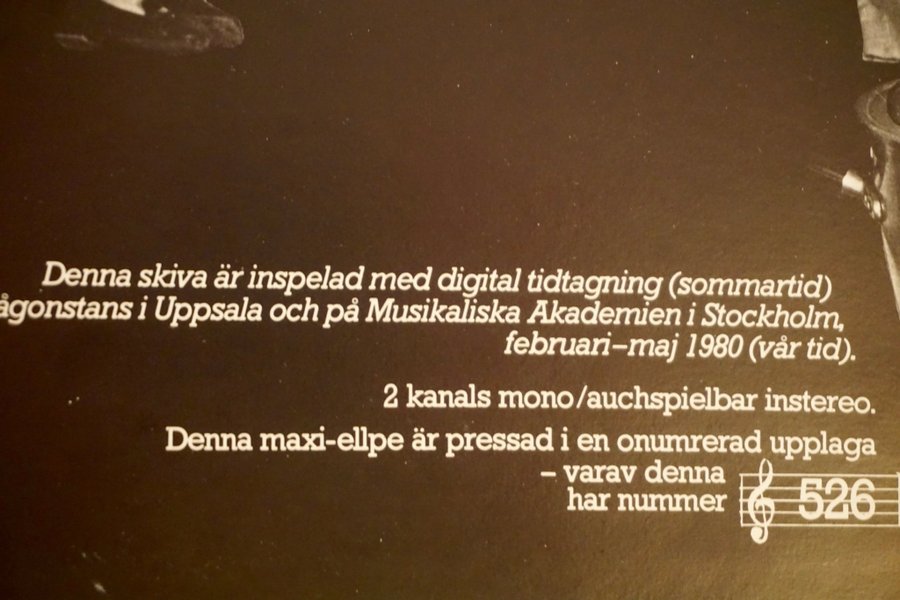 Denna skiva är inspelad med digital tidtagning (sommartid)
ågonstans i Uppsala och på Musikaliska Akademien i Stockholm,
februari–maj 1980 (vår tid).
2 kanals mono/auchspielbar instereo.
Denna maxi-ellpe är pressad i en onumrerad upplaga
– varav denna
har nummer 526